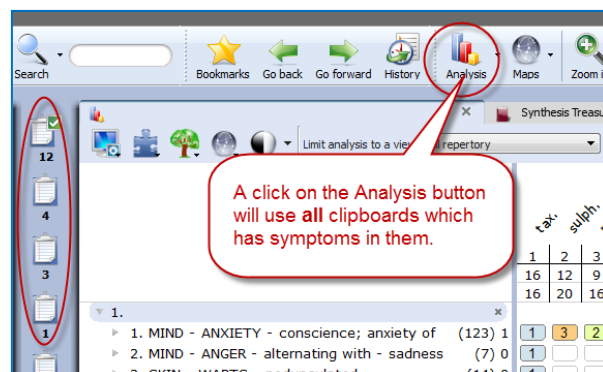 Search
Bookmarks Go back Go forward History Analysis Maps Zoom i
Synthesis Treasu
12
Limit analysis to a vie repertory
4
A click on the Analysis button
will use all clipboards which
has symptoms in them.
tax. sulph.
3
1 2 3
16 12 9
16 20 16
1
1.
1. MIND - ANXIETY - conscience; anxiety of (123) 1 1 3 2
2. MIND - ANGER - alternating with - sadness (7) 0 1